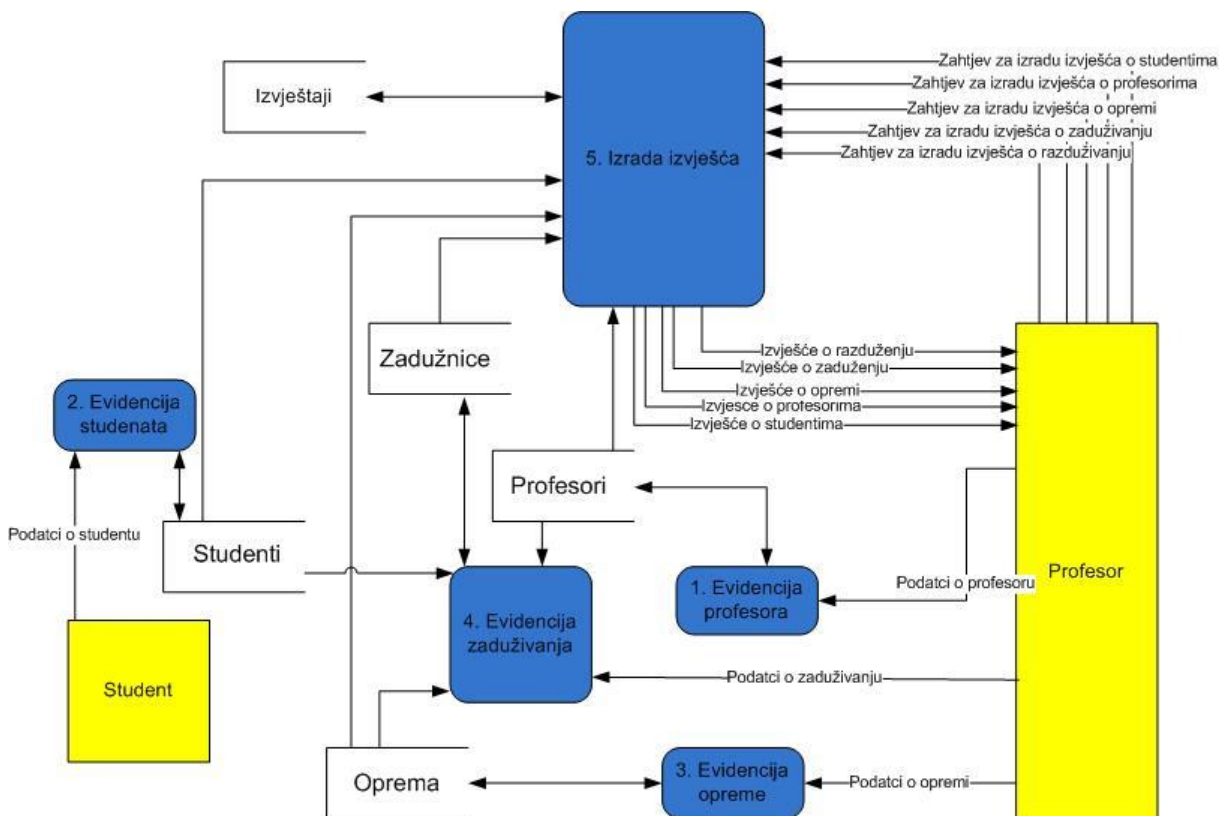 Zahtjev za izradu izvješća o studentima
Zahtjev za izradu izvješća o profesorima
Izvještaji
Zahtjev za izradu izvješća o opremi
Zahtjev za izradu izvješća o zaduživanju
Zahtjev za izradu izvješća o razduživanju
5. Izrada izvješća
Zadužnice
Izvješće o razduženju
Izvješće o zaduženju
Izvješće o opremi
Izvjesce o profesorima
Izvješće o studentima
2. Evidencija
studenata
Profesori
Podatci o studentu
Studenti
Profesor
Podatci o profesoru
1. Evidencija
profesora
4. Evidencija
zaduživanja
Podatci o zaduživanju
Student
Oprema
3. Evidencija
opreme
Podatci o opremi